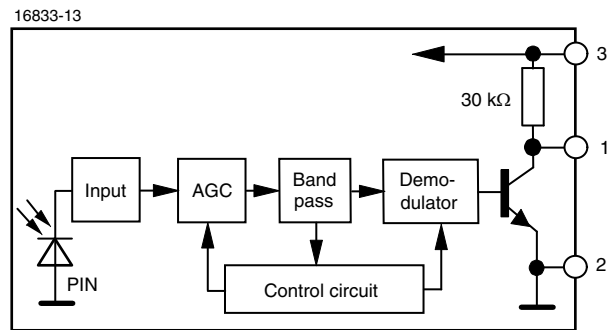 16833-13
3
30 kΩ
1
Input
AGC
Band
pass
Demo-
dulator
2
PIN
Control circuit